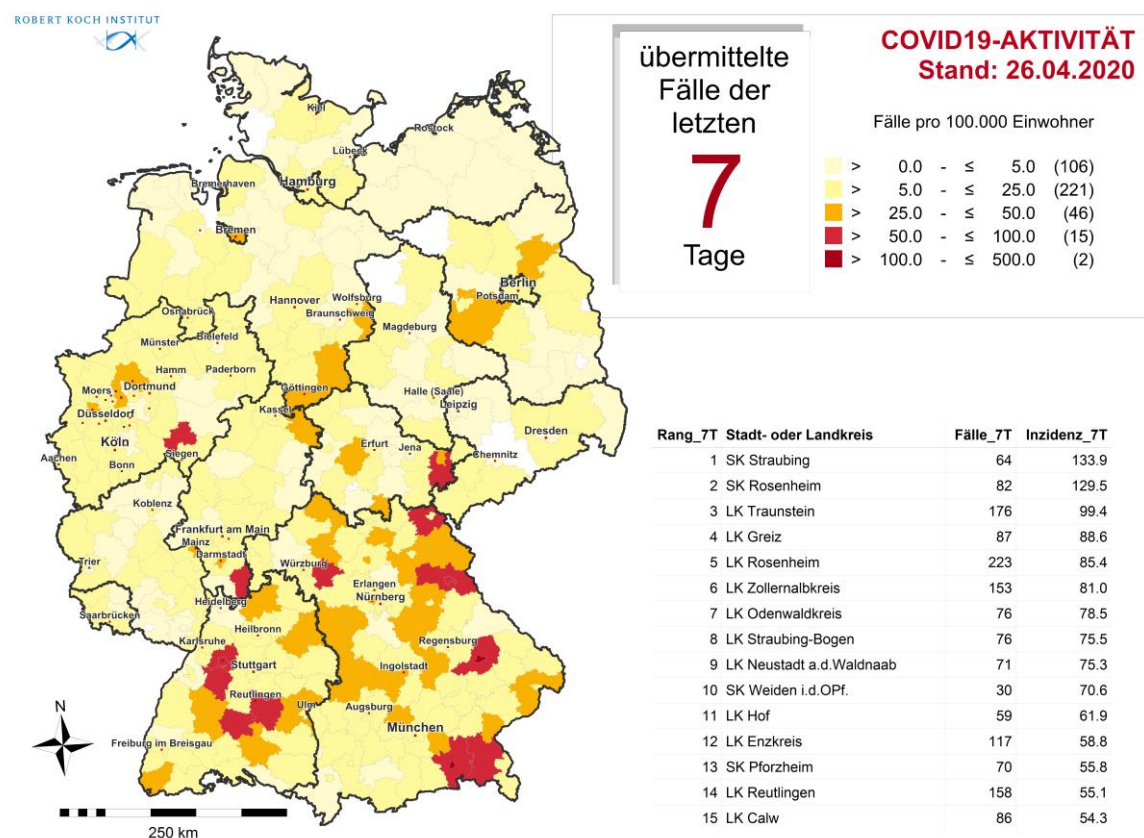 ROBERT KOCH INSTITUT
übermittelte
Fälle der
letzten
7
Tage
COVID19-AKTIVITÄT
Stand: 26.04.2020
Fälle pro 100.000 Einwohner
> 0.0 - ≤ 5.0 (106)
> 5.0 - ≤ 25.0 (221)
> 25.0 - ≤ 50.0 (46)
> 50.0 - ≤ 100.0 (15)
> 100.0 - ≤ 500.0 (2)
Kiel
Rostock
Lübeck
Bremerhaven
Hamburg
Bremen
Berlin
Potsdam
Hannover
Wolfsburg
Braunschweig
Osnabrück
Magdeburg
Bielefeld
Münster
Hamm
Paderborn
Moers
Dortmund
Göttingen
Halle (Saale)
Leipzig
Düsseldorf
Kassel
Dresden
Köln
Siegen
Erfurt
Jena
Chemnitz
Aachen
Bonn
Koblenz
Frankfurt am Main
Mainz
Darmstadt
Würzburg
Trier
Erlangen
Nürnberg
Heidelberg
Saarbrücken
Heilbronn
Karlsruhe
Regensburg
Stuttgart
Ingolstadt
Reutlingen
Ulm
Augsburg
München
Freiburg im Breisgau
N
250 km
Rang_7T Stadt- oder Landkreis Fälle_7T Inzidenz_7T
1 SK Straubing 64 133.9
2 SK Rosenheim 82 129.5
3 LK Traunstein 176 99.4
4 LK Greiz 87 88.6
5 LK Rosenheim 223 85.4
6 LK Zollernalbkreis 153 81.0
7 LK Odenwaldkreis 76 78.5
8 LK Straubing-Bogen 76 75.5
9 LK Neustadt a.d.Waldnaab 71 75.3
10 SK Weiden i.d.OPf. 30 70.6
11 LK Hof 59 61.9
12 LK Enzkreis 117 58.8
13 SK Pforzheim 70 55.8
14 LK Reutlingen 158 55.1
15 LK Calw 86 54.3